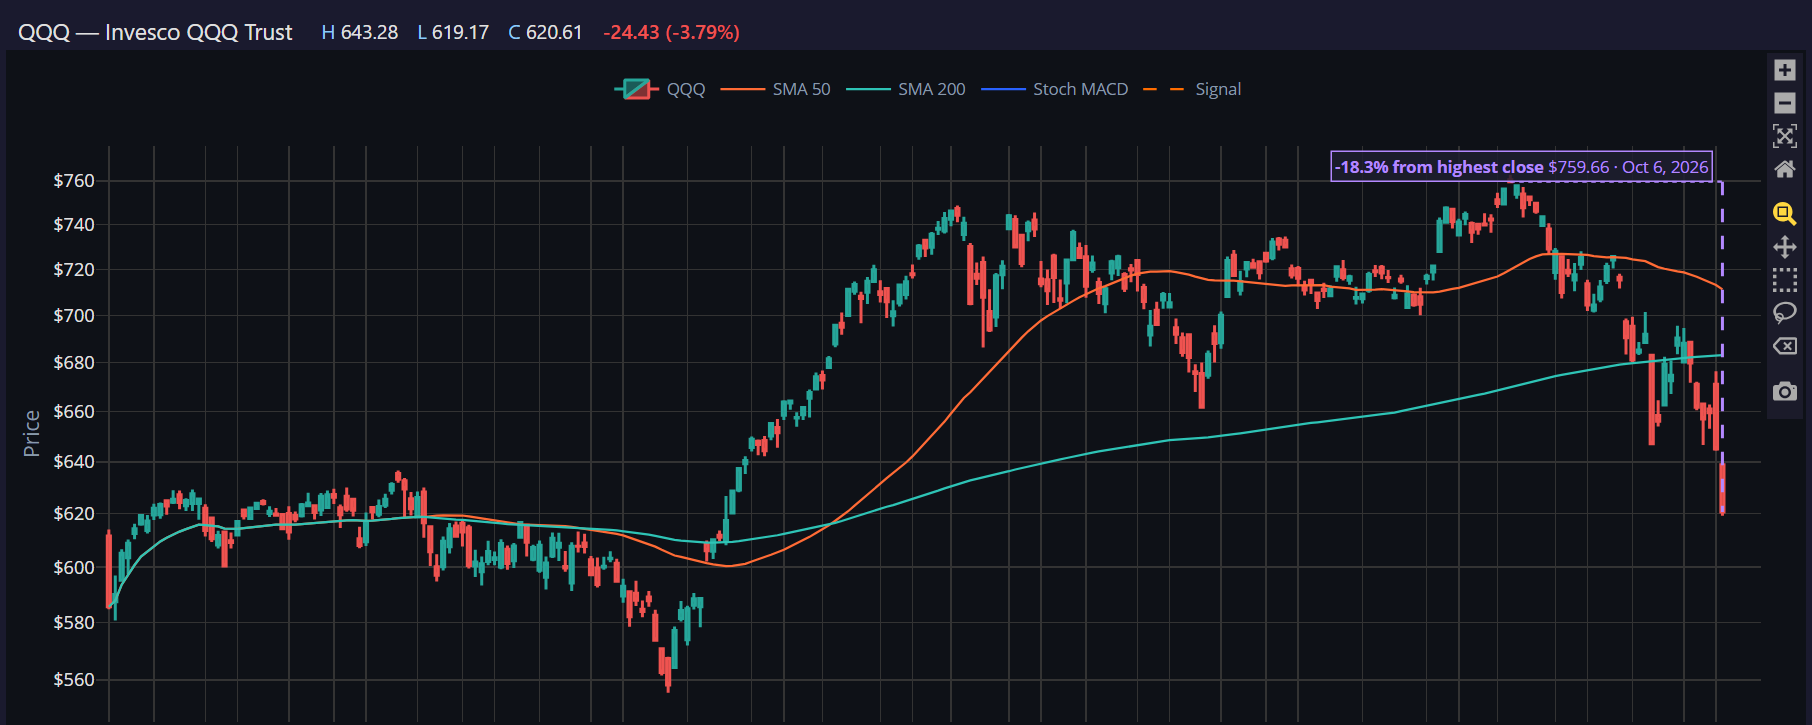 QQQ — Invesco QQQ Trust H 643.28 L 619.17 C 620.61 -24.43 (-3.79%)
QQQ SMA 50 SMA 200 Stoch MACD Signal
-18.3% from highest close $759.66 · Oct 6, 2026
$760
$740
$720
$700
$680
$660
$640
$620
$600
$580
$560
Price